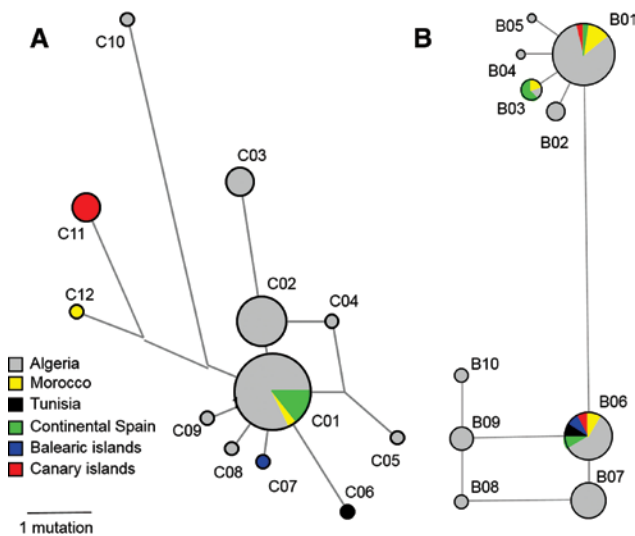 A
C10
C03
C11
C02
C04
C12
Algeria
Morocco
Tunisia
Continental Spain
Balearic islands
Canary islands
C01
C09
C08
C07
C05
C06
1 mutation
B
B05
B01
B04
B03
B02
B10
B06
B09
B07
B08